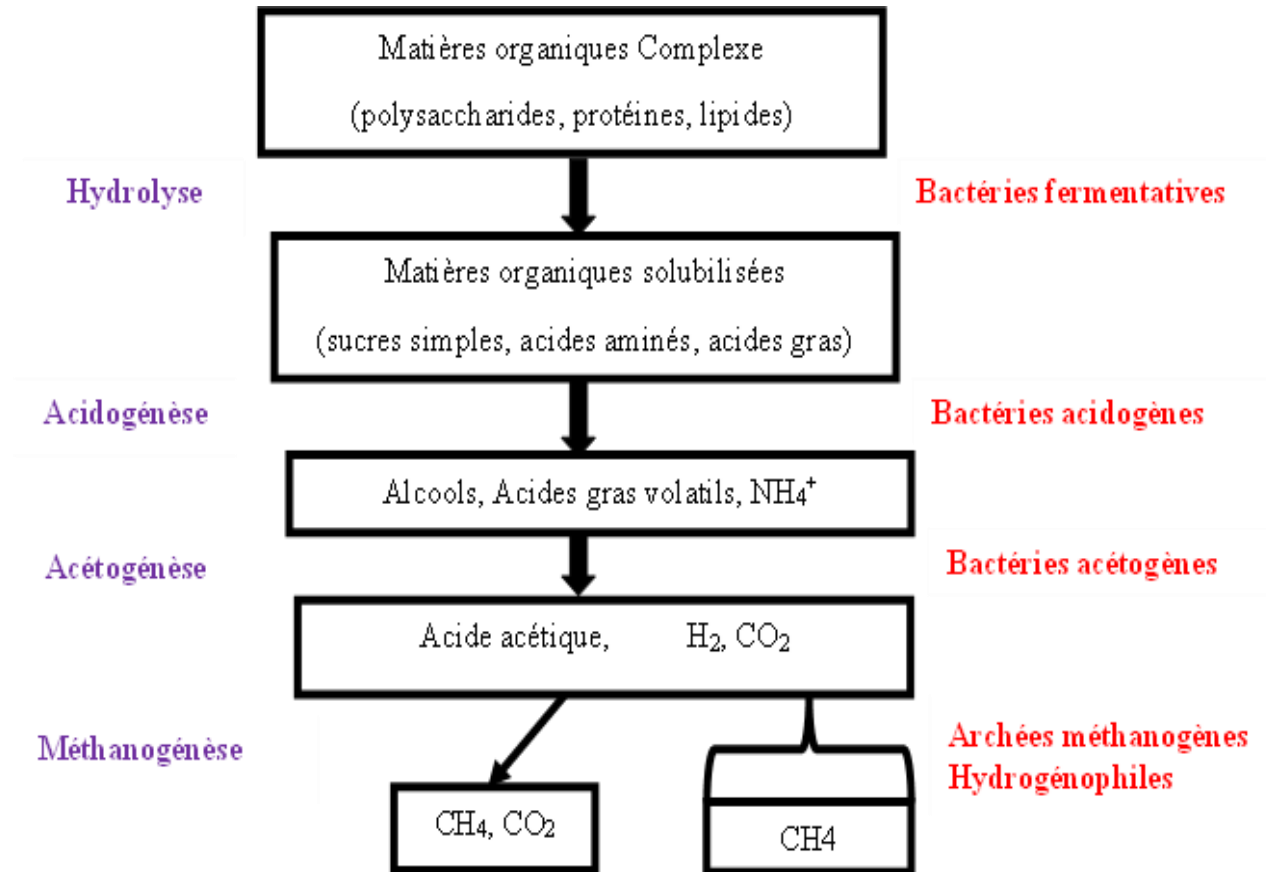 Matières organiques Complexe
(polysaccharides, protéines, lipides)
Hydrolyse
Bactéries fermentatives
Matières organiques solubilisées
(sucres simples, acides aminés, acides gras)
Acidogénèse
Bactéries acidogènes
Alcools, Acides gras volatils, NH₄⁺
Acétogénèse
Bactéries acétogènes
Acide acétique, H₂, CO₂
Méthanogénèse
Archées méthanogènes
Hydrogénophiles
CH₄, CO₂
CH4